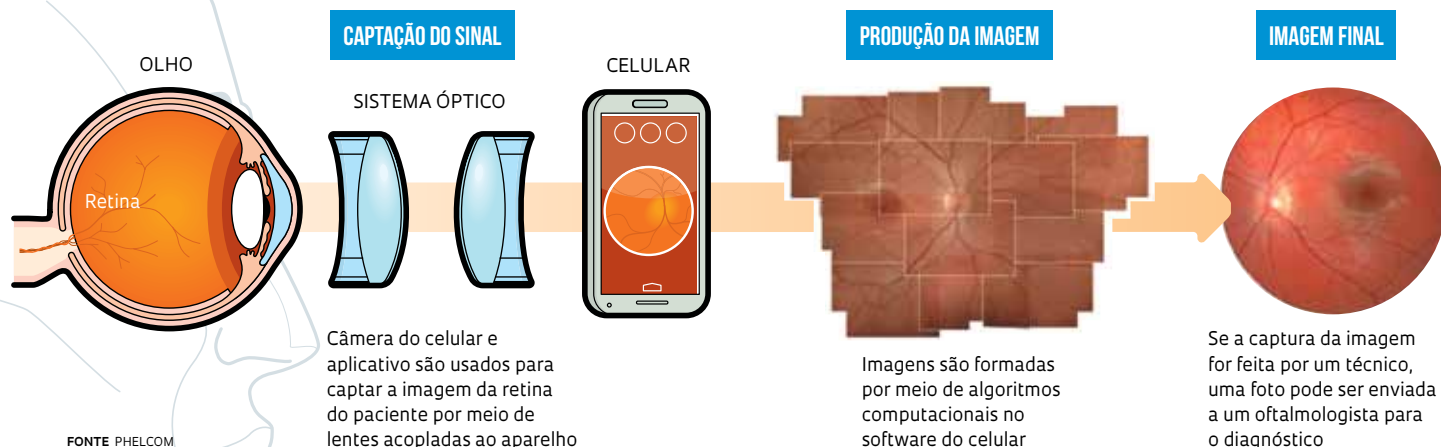 CAPTAÇÃO DO SINAL
PRODUÇÃO DA IMAGEM
IMAGEM FINAL
OLHO
SISTEMA ÓPTICO
CELULAR
Retina
Câmera do celular e
aplicativo são usados para
captar a imagem da retina
do paciente por meio de
lentes acopladas ao aparelho
Imagens são formadas
por meio de algoritmos
computacionais no
software do celular
Se a captura da imagem
for feita por um técnico,
uma foto pode ser enviada
a um oftalmologista para
o diagnóstico
FONTE PHELCOM